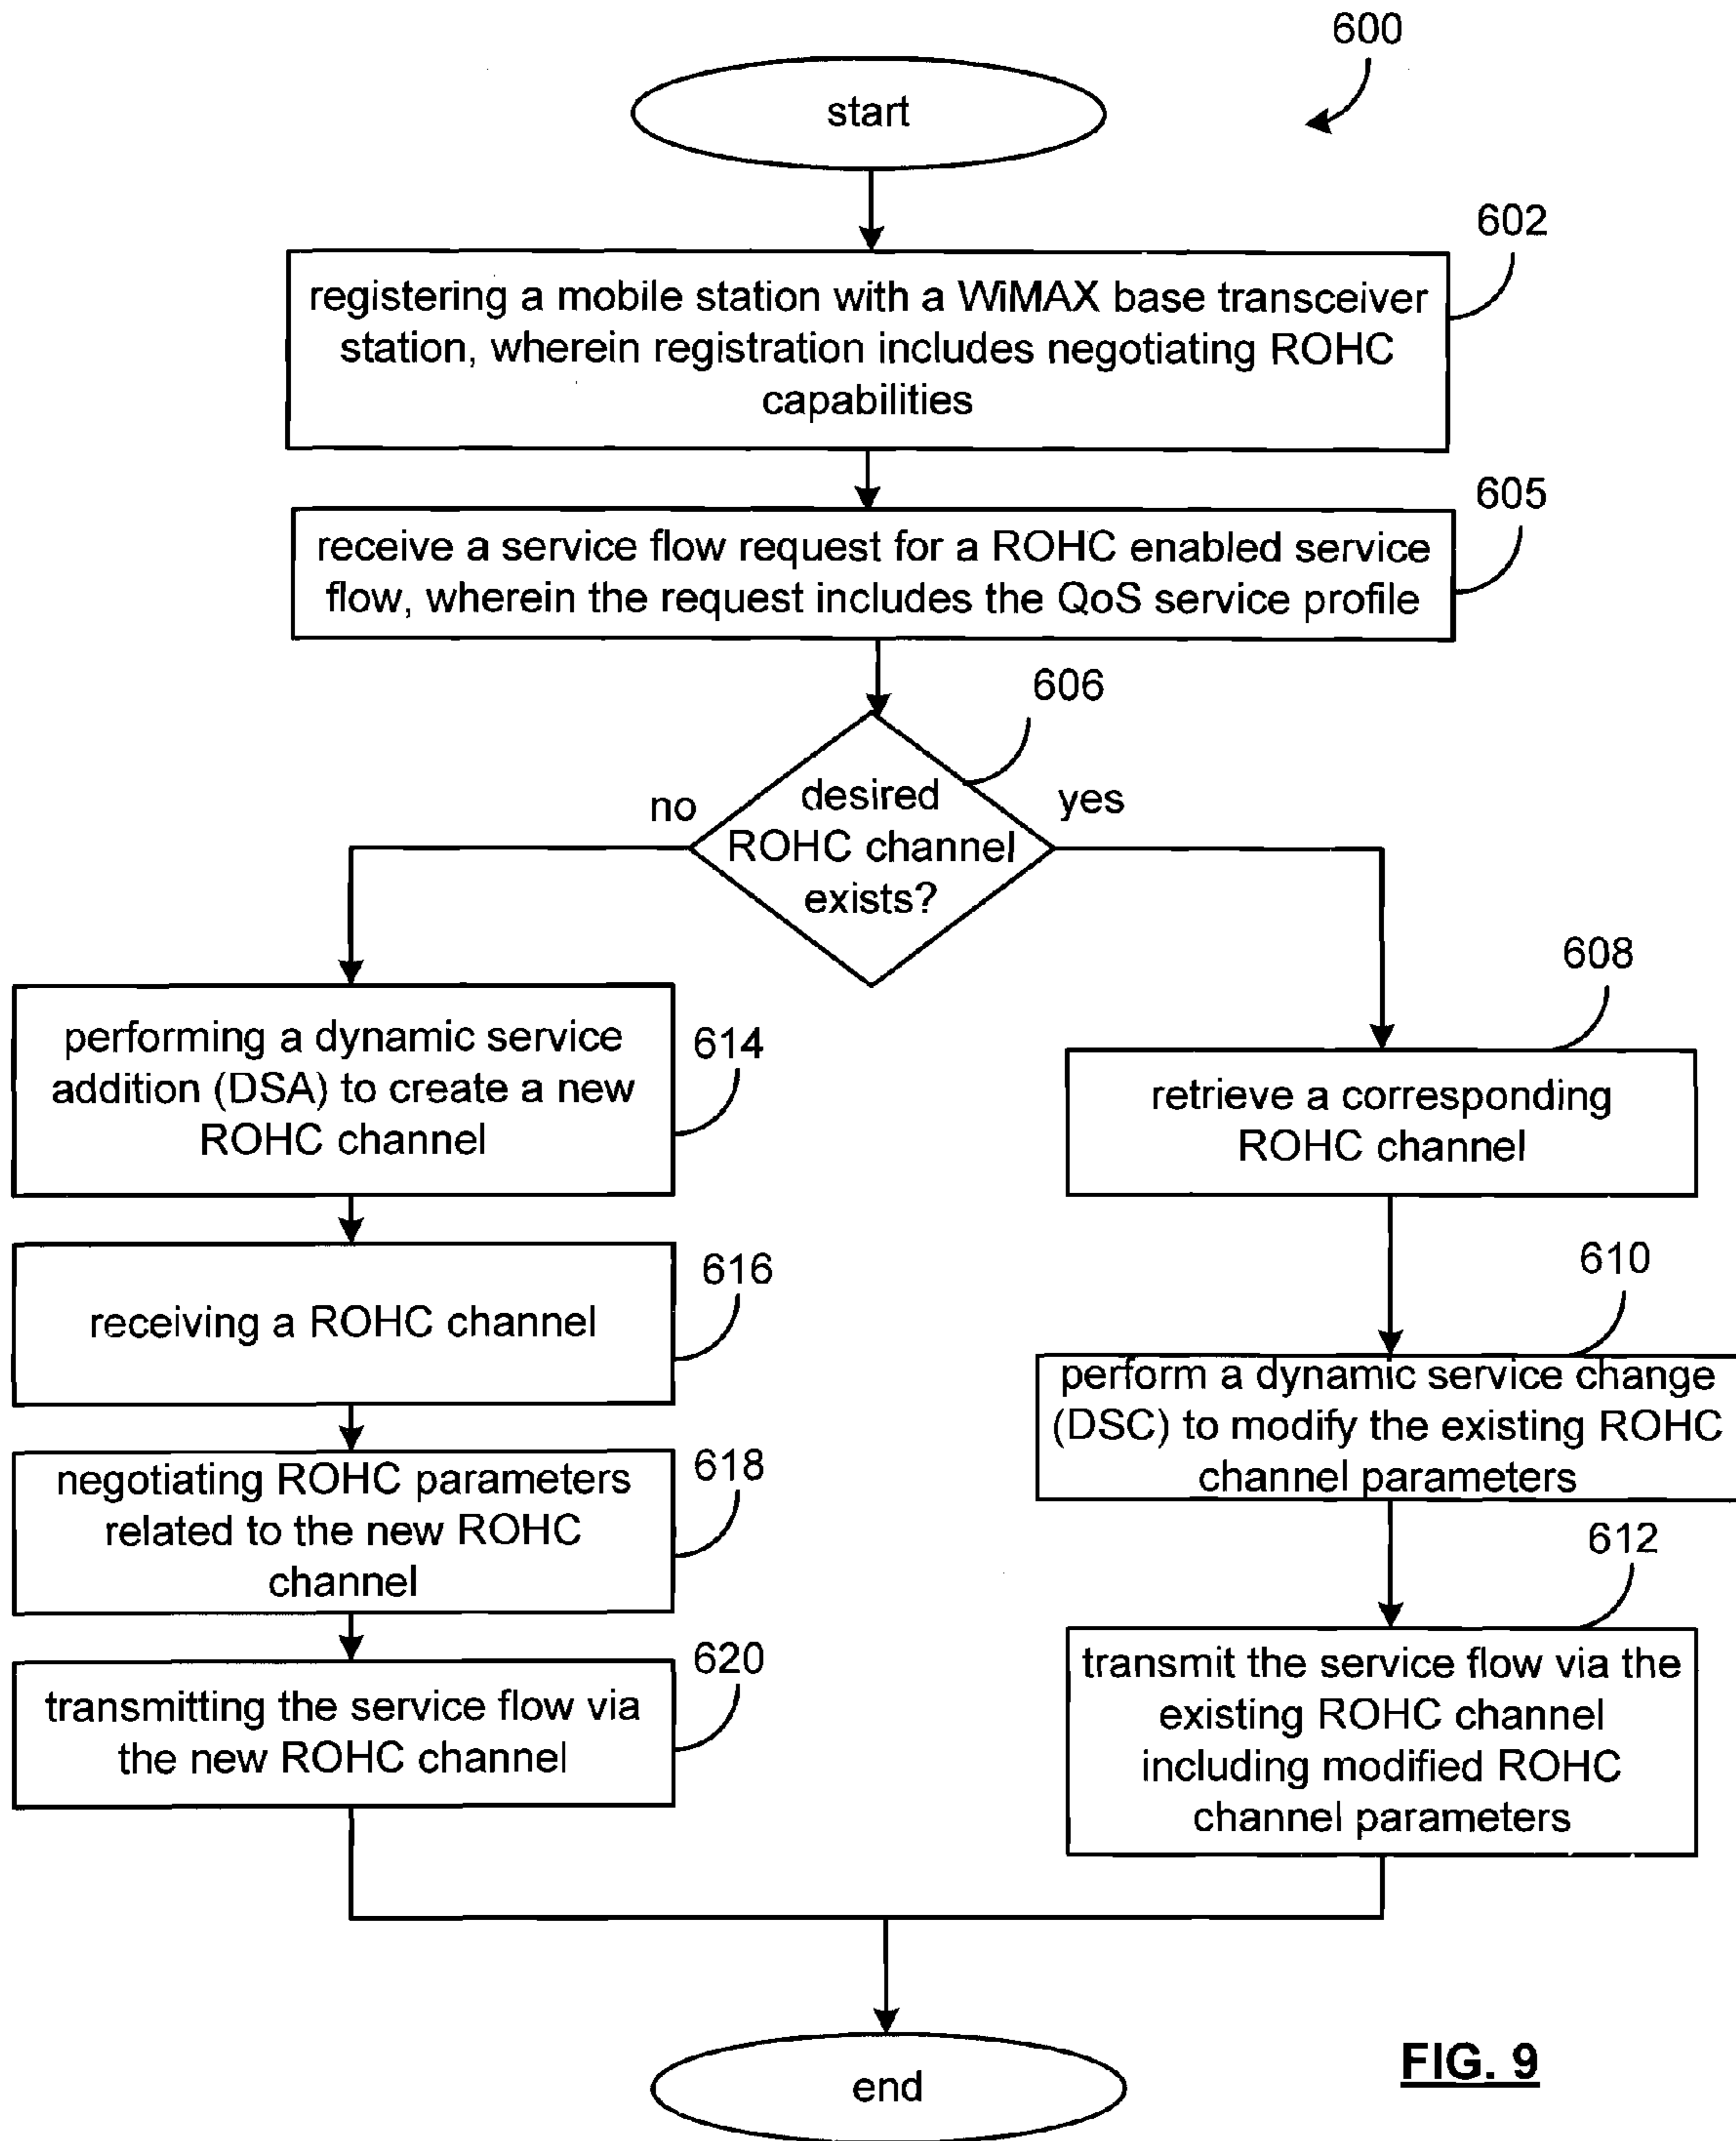 600
start
602
registering a mobile station with a WiMAX base transceiver
station, wherein registration includes negotiating ROHC
capabilities
605
receive a service flow request for a ROHC enabled service
flow, wherein the request includes the QoS service profile
606
no
desired
ROHC channel
exists?
yes
614
performing a dynamic service
addition (DSA) to create a new
ROHC channel
616
receiving a ROHC channel
618
negotiating ROHC parameters
related to the new ROHC
channel
620
transmitting the service flow via
the new ROHC channel
608
retrieve a corresponding
ROHC channel
610
perform a dynamic service change
(DSC) to modify the existing ROHC
channel parameters
612
transmit the service flow via the
existing ROHC channel
including modified ROHC
channel parameters
end
FIG. 9